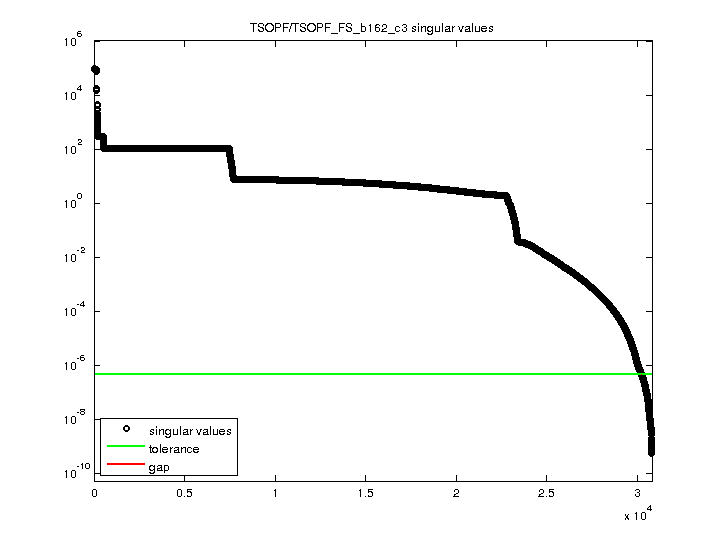 TSOPF/TSOPF_FS_b162_c3 singular values
10^6
10^4
10^2
10^0
10^-2
10^-4
10^-6
10^-8
10^-10
singular values
tolerance
gap
0 0.5 1 1.5 2 2.5 3
x 10^4